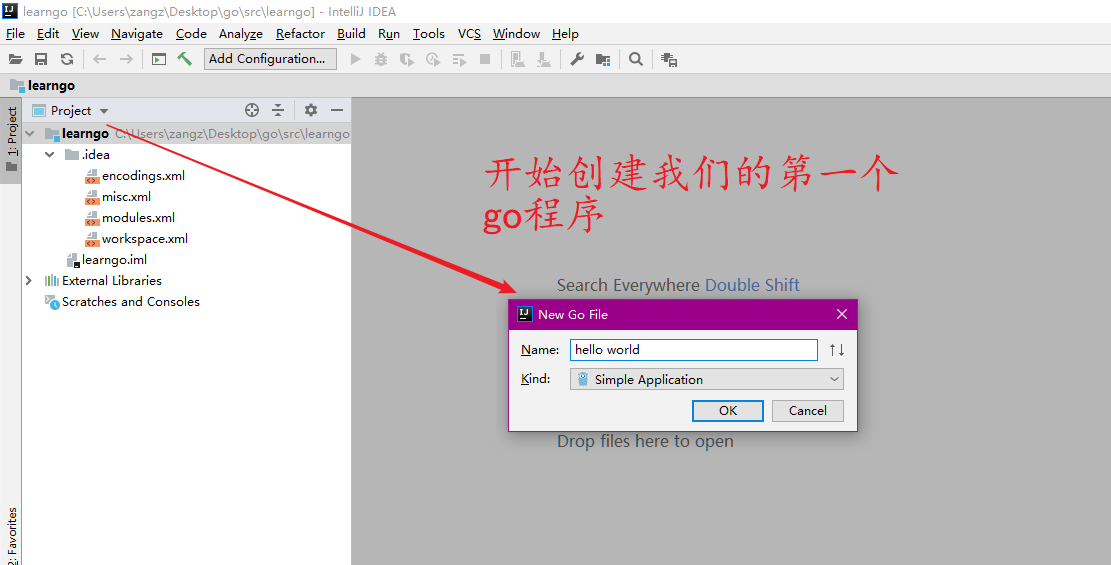 learngo [C:\Users\zangz\Desktop\go\src\learngo] - IntelliJ IDEA
File Edit View Navigate Code Analyze Refactor Build Run Tools VCS Window Help
Add Configuration...
learngo
1: Project
Project
learngo C:\Users\zangz\Desktop\go\src\learngo
.idea
encodings.xml
misc.xml
modules.xml
workspace.xml
learngo.iml
External Libraries
Scratches and Consoles
开始创建我们的第一个
go程序
Search Everywhere Double Shift
New Go File
Name: hello world
Kind: Simple Application
OK Cancel
Drop files here to open
2: Favorites